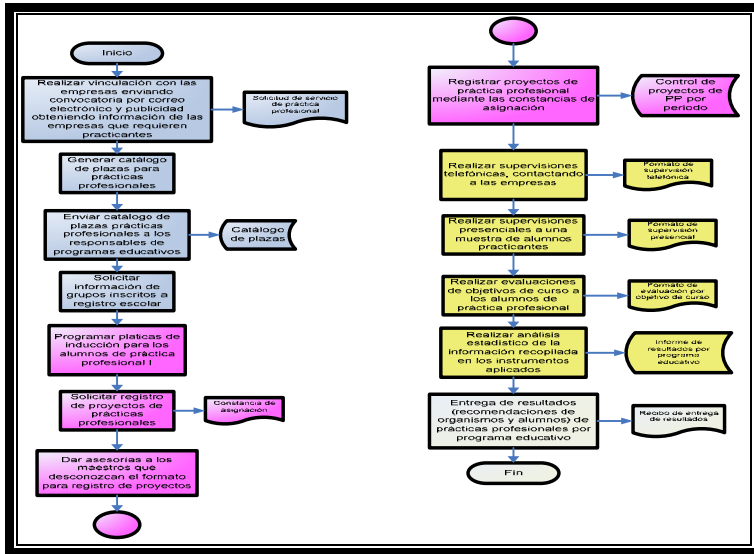 Inicio
Realizar vinculación con las
empresas enviando
convocatoria por correo
electrónico y publicidad
obteniendo información de las
empresas que requieren
practicantes
Solicitud de servicio
de práctica
profesional
Generar catálogo
de plazas para
prácticas
profesionales
Enviar catálogo de
plazas prácticas
profesionales a los
responsables de
programas educativos
Catálogo
de plazas
Solicitar
información de
grupos inscritos a
registro escolar
Programar platicas de
inducción para los
alumnos de práctica
profesional I
Solicitar registro
de proyectos de
prácticas
profesionales
Constancia de
asignación
Dar asesorías a los
maestros que
desconozcan el formato
para registro de proyectos
Registrar proyectos de
práctica profesional
mediante las constancias de
asignación
Control de
proyectos de
PP por
período
Realizar supervisiones
telefónicas, contactando
a las empresas
Formato de
supervisión
telefónica
Realizar supervisiones
presenciales a una
muestra de alumnos
practicantes
Formato de
supervisión
presencial
Realizar evaluaciones
de objetivos de curso a
los alumnos de
práctica profesional
Formato de
evaluación por
objetivo de curso
Realizar análisis
estadístico de la
información recopilada
en los instrumentos
aplicados
Informe de
resultados por
programa
educativo
Entrega de resultados
(recomendaciones de
organismos y alumnos) de
prácticas profesionales por
programa educativo
Recibo de entrega
de resultados
Fin